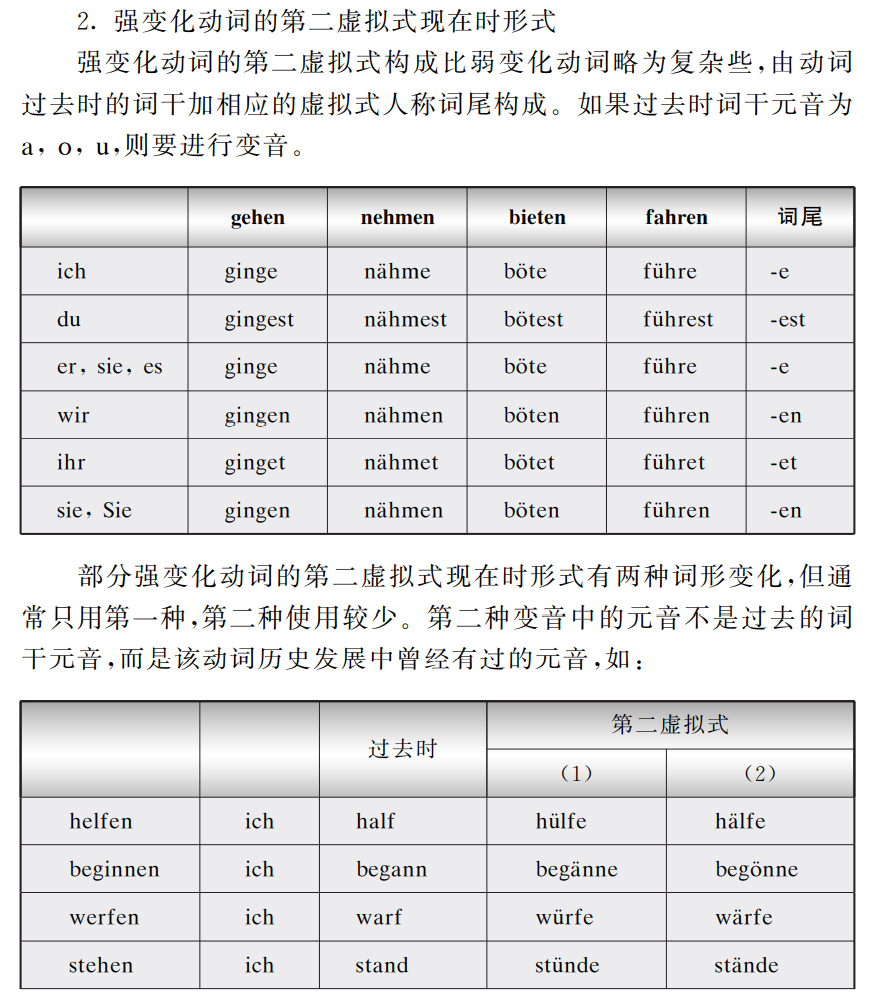 2. 强变化动词的第二虚拟式现在时形式
强变化动词的第二虚拟式构成比弱变化动词略为复杂些,由动词
过去时的词干加相应的虚拟式人称词尾构成。如果过去时词干元音为
a, o, u,则要进行变音。
gehen nehmen bieten fahren 词尾
ich ginge nähme böte führe -e
du gingest nähmest bötest führest -est
er, sie, es ginge nähme böte führe -e
wir gingen nähmen böten führen -en
ihr ginget nähmet bötet führet -et
sie, Sie gingen nähmen böten führen -en
部分强变化动词的第二虚拟式现在时形式有两种词形变化,但通
常只用第一种,第二种使用较少。第二种变音中的元音不是过去的词
干元音,而是该动词历史发展中曾经有过的元音,如:
过去时 第二虚拟式
(1) (2)
helfen ich half hülfe hälfe
beginnen ich begann begänne begönne
werfen ich warf würfe wärfe
stehen ich stand stünde stände